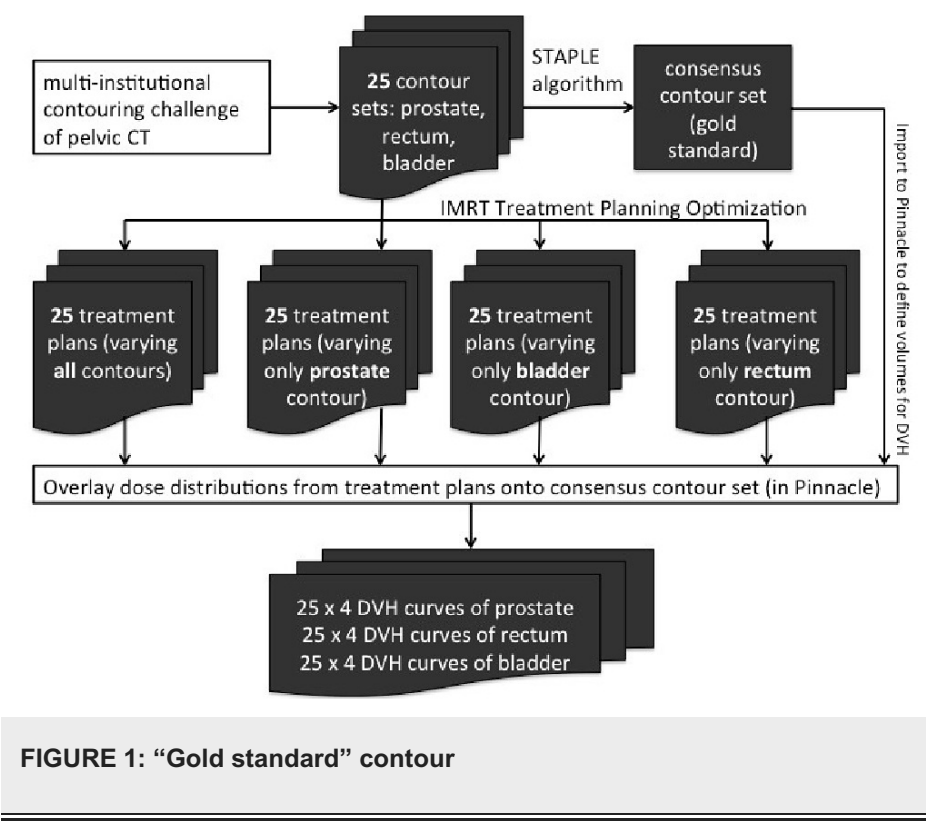 multi-institutional
contouring challenge
of pelvic CT
25 contour
sets: prostate,
rectum,
bladder
STAPLE
algorithm
consensus
contour set
(gold
standard)
Import to Pinnacle to define volumes for DVH
IMRT Treatment Planning Optimization
25 treatment
plans (varying
all contours)
25 treatment
plans (varying
only prostate
contour)
25 treatment
plans (varying
only bladder
contour)
25 treatment
plans (varying
only rectum
contour)
Overlay dose distributions from treatment plans onto consensus contour set (in Pinnacle)
25 x 4 DVH curves of prostate
25 x 4 DVH curves of rectum
25 x 4 DVH curves of bladder
FIGURE 1: “Gold standard” contour